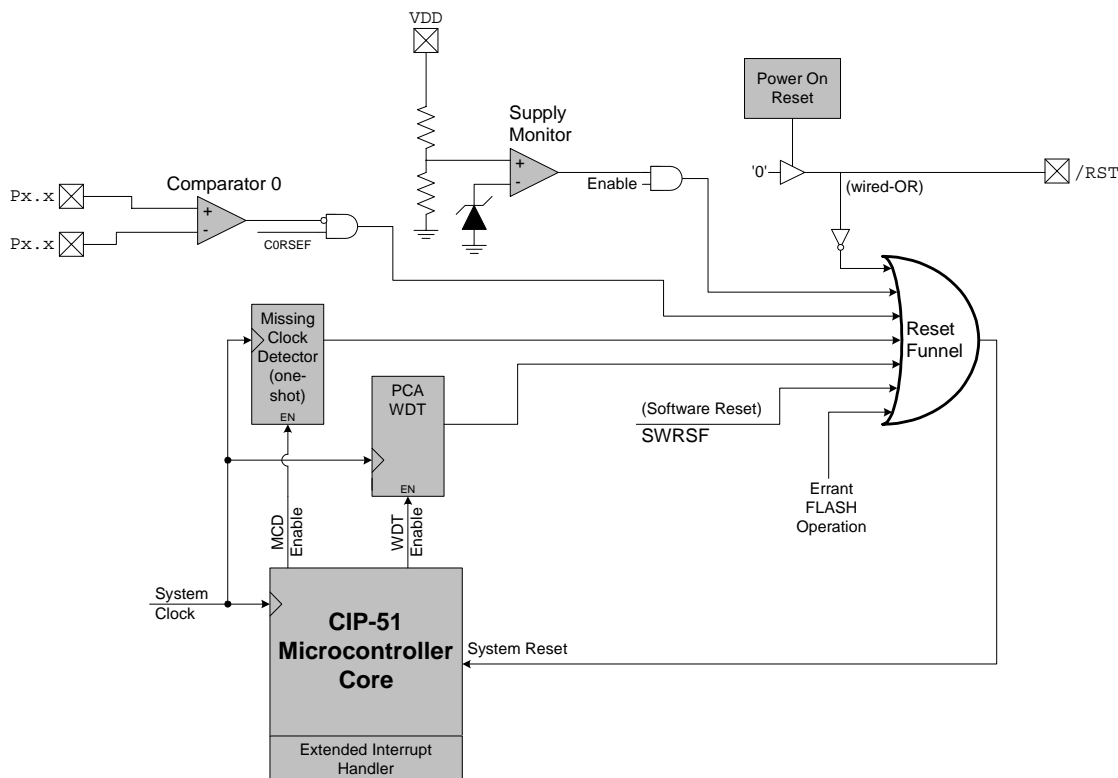 VDD
Power On
Reset
Supply
Monitor
+
-
Enable
'0'
(wired-OR)
/RST
Px.x
Px.x
Comparator 0
+
-
C0RSEF
Missing
Clock
Detector
(one-
shot)
EN
PCA
WDT
EN
(Software Reset)
SWRSF
Reset
Funnel
Errant
FLASH
Operation
MCD
Enable
WDT
Enable
System
Clock
CIP-51
Microcontroller
Core
System Reset
Extended Interrupt
Handler